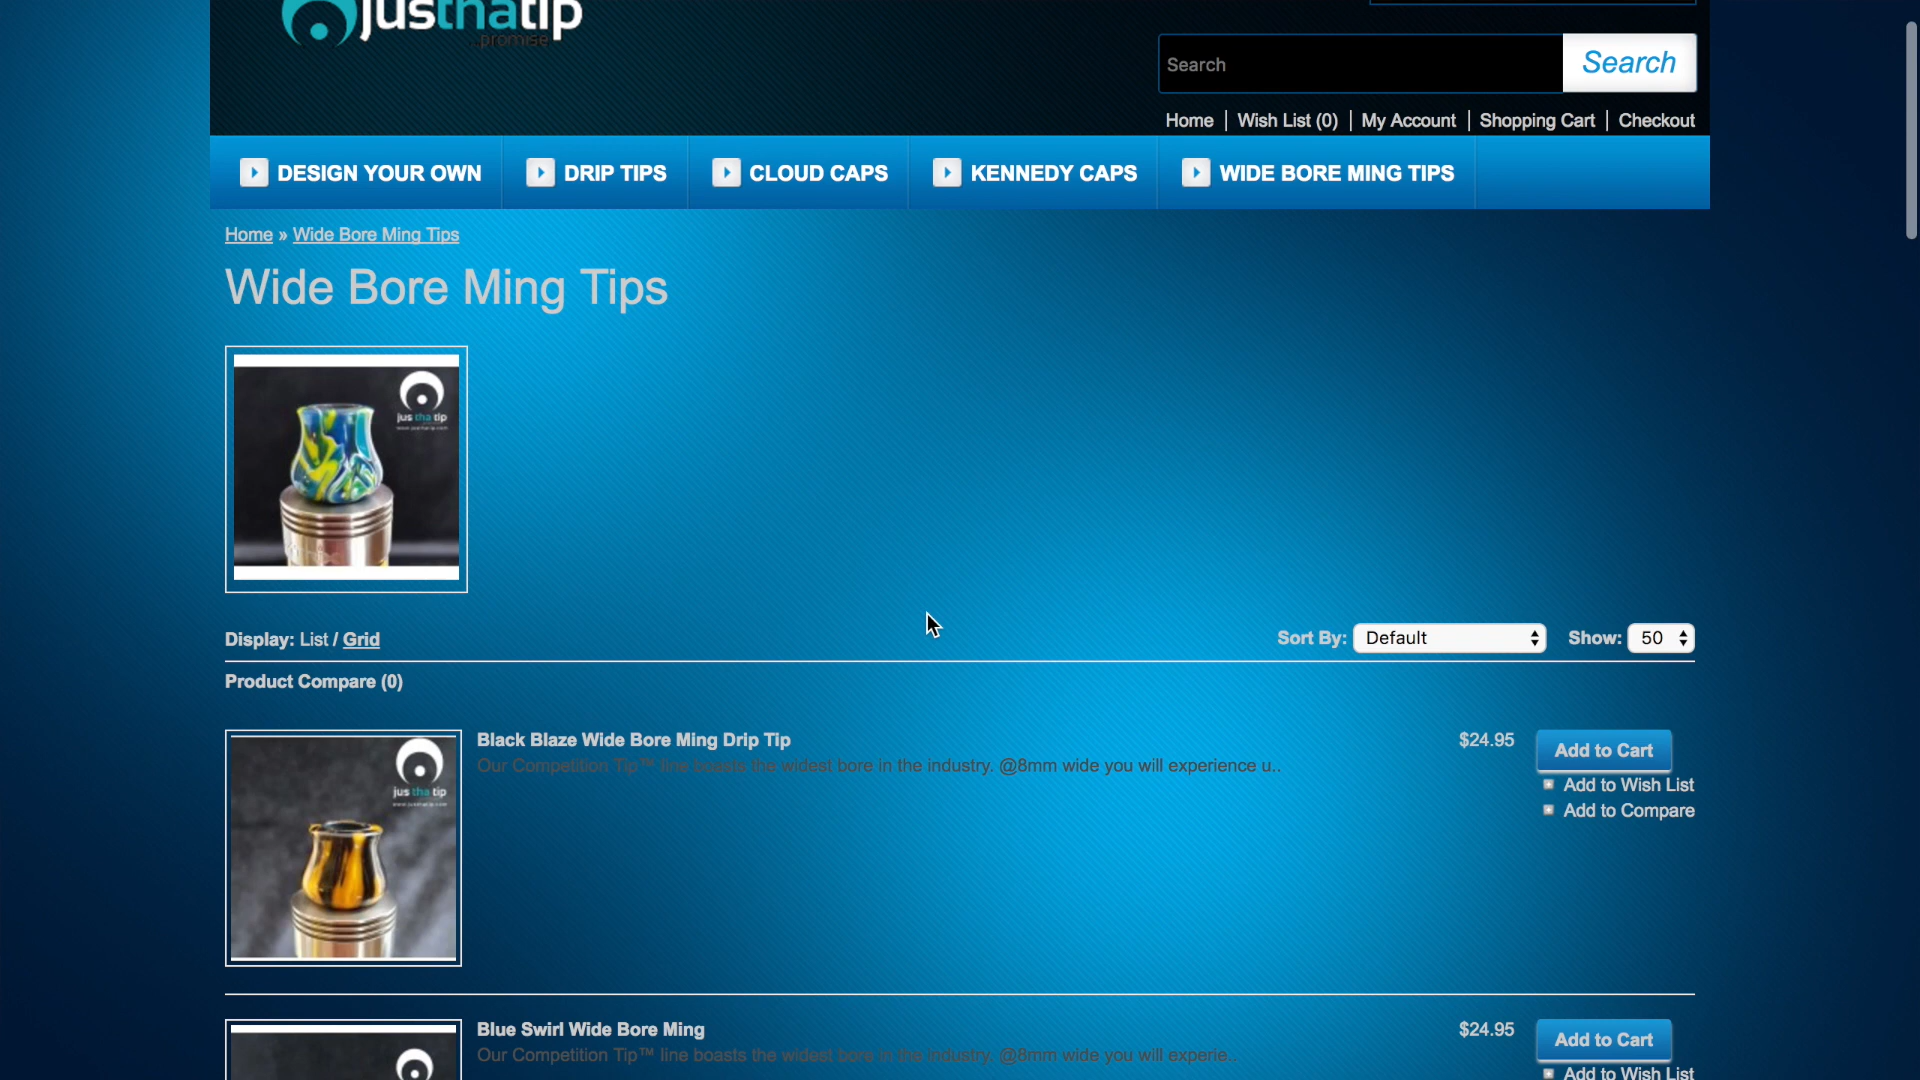 justhatip
..promise
Search
Search
Home | Wish List (0) | My Account | Shopping Cart | Checkout
DESIGN YOUR OWN
DRIP TIPS
CLOUD CAPS
KENNEDY CAPS
WIDE BORE MING TIPS
Home » Wide Bore Ming Tips
Wide Bore Ming Tips
jus tha tip
Display: List / Grid
Sort By: Default
Show: 50
Product Compare (0)
jus tha tip
Black Blaze Wide Bore Ming Drip Tip
Our Competition Tip™ line boasts the widest bore in the industry. @8mm wide you will experience u..
$24.95
Add to Cart
Add to Wish List
Add to Compare
Blue Swirl Wide Bore Ming
Our Competition Tip™ line boasts the widest bore in the industry. @8mm wide you will experie..
$24.95
Add to Cart
Add to Wish List